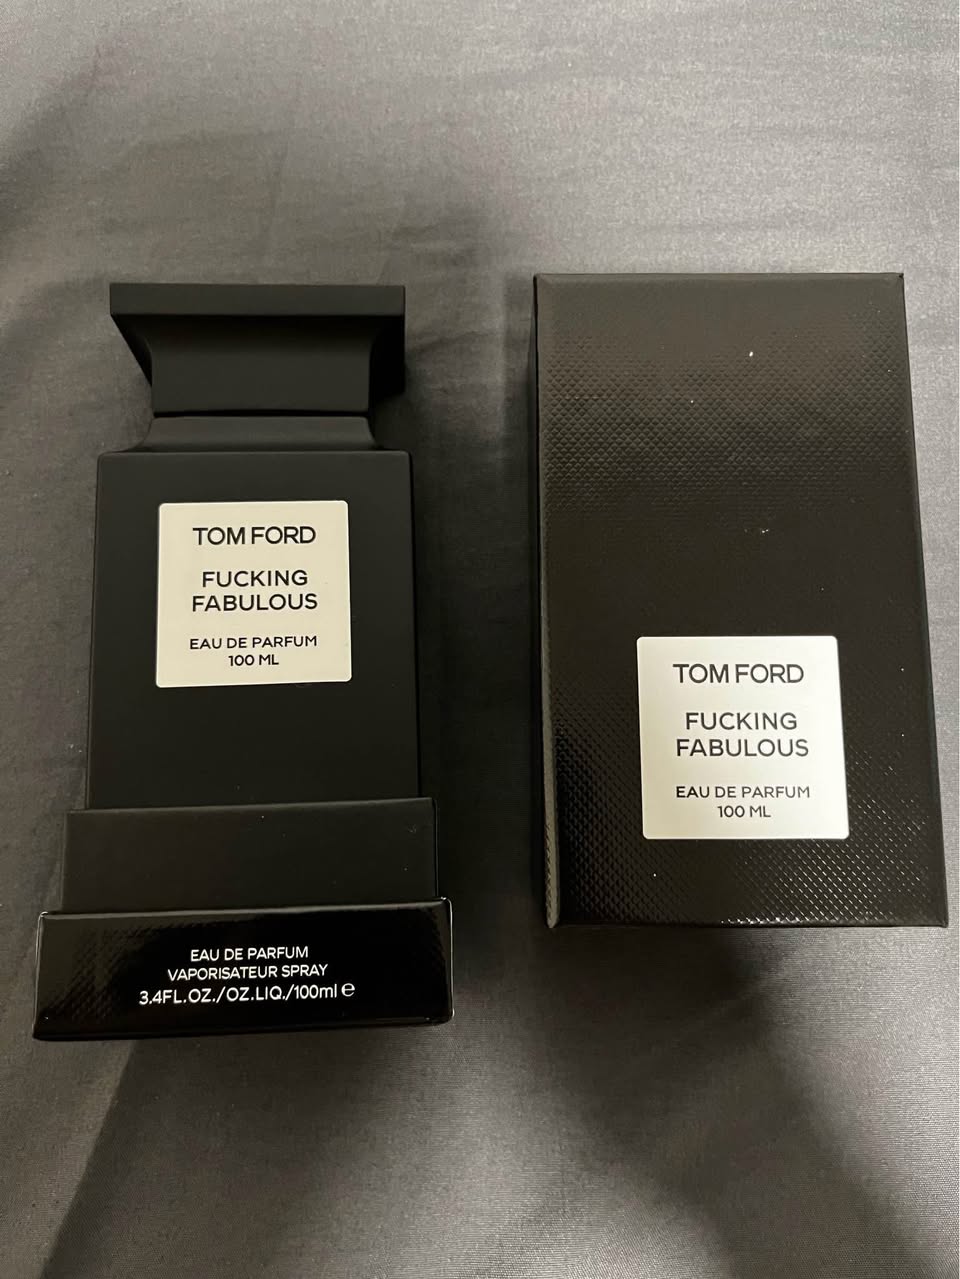 TOM FORD
FUCKING
FABULOUS
EAU DE PARFUM
100 ML
EAU DE PARFUM
VAPORISATEUR SPRAY
3.4FL.OZ./OZ.LIQ./100ml e
TOM FORD
FUCKING
FABULOUS
EAU DE PARFUM
100 ML